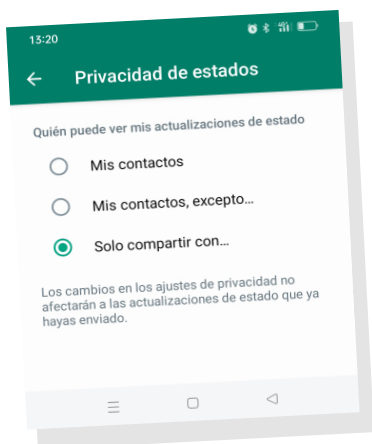 13:20
Privacidad de estados
Quién puede ver mis actualizaciones de estado
Mis contactos
Mis contactos, excepto...
Solo compartir con...
Los cambios en los ajustes de privacidad no
afectarán a las actualizaciones de estado que ya
hayas enviado.